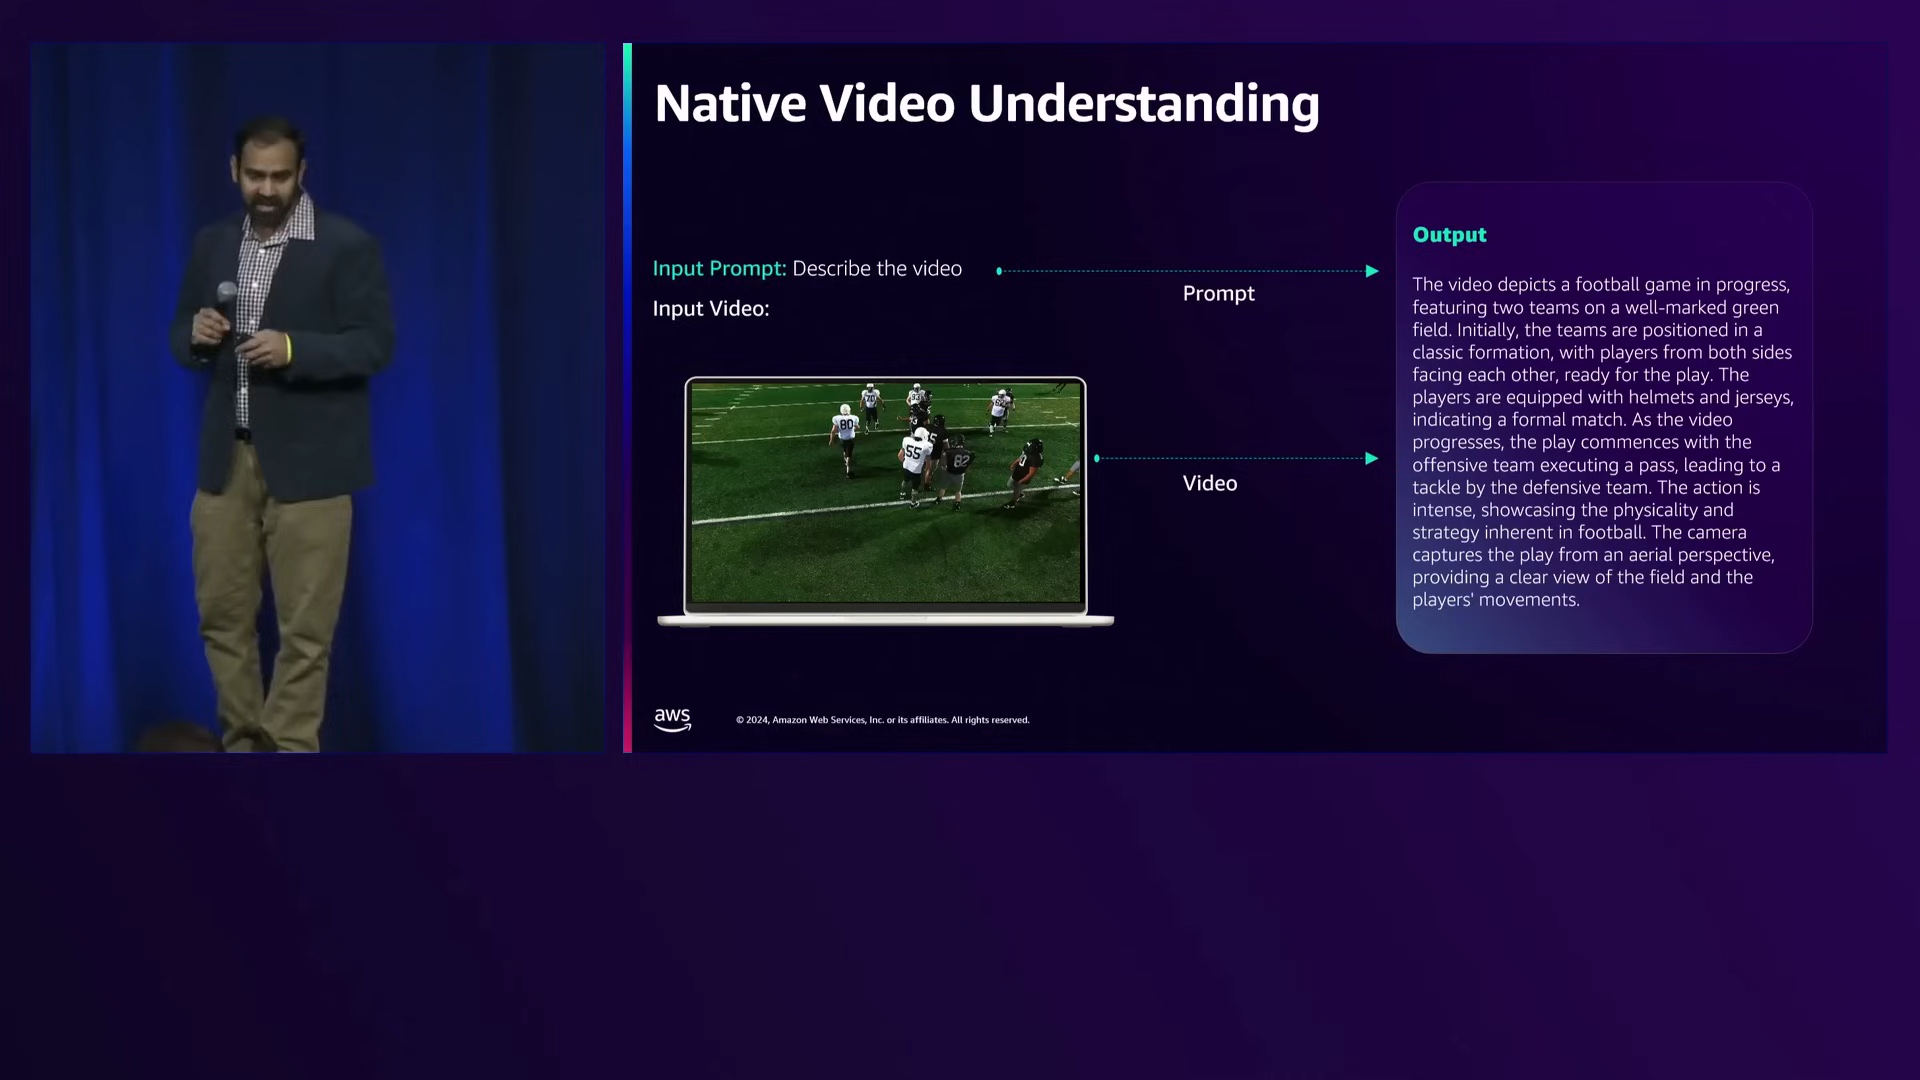 Native Video Understanding
Input Prompt: Describe the video
Input Video:
Prompt
Video
80
55
82
Output
The video depicts a football game in progress,
featuring two teams on a well-marked green
field. Initially, the teams are positioned in a
classic formation, with players from both sides
facing each other, ready for the play. The
players are equipped with helmets and jerseys,
indicating a formal match. As the video
progresses, the play commences with the
offensive team executing a pass, leading to a
tackle by the defensive team. The action is
intense, showcasing the physicality and
strategy inherent in football. The camera
captures the play from an aerial perspective,
providing a clear view of the field and the
players' movements.
aws
© 2024, Amazon Web Services, Inc. or its affiliates. All rights reserved.